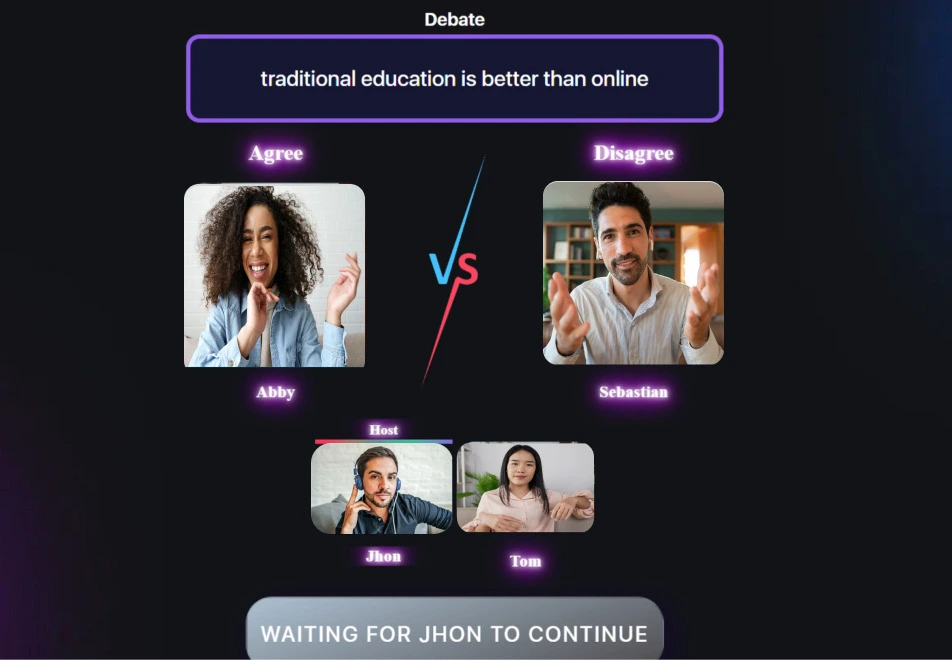 Debate
traditional education is better than online
Agree
Disagree
VS
Abby
Sebastian
Host
Jhon
Tom
WAITING FOR JHON TO CONTINUE